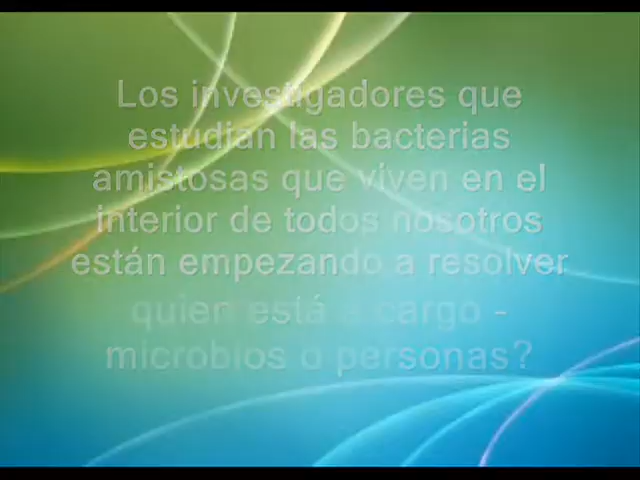 Los investigadores que
estudian las bacterias
amistosas que viven en el
interior de todos nosotros
están empezando a resolver
quien está a cargo -
microbios o personas?